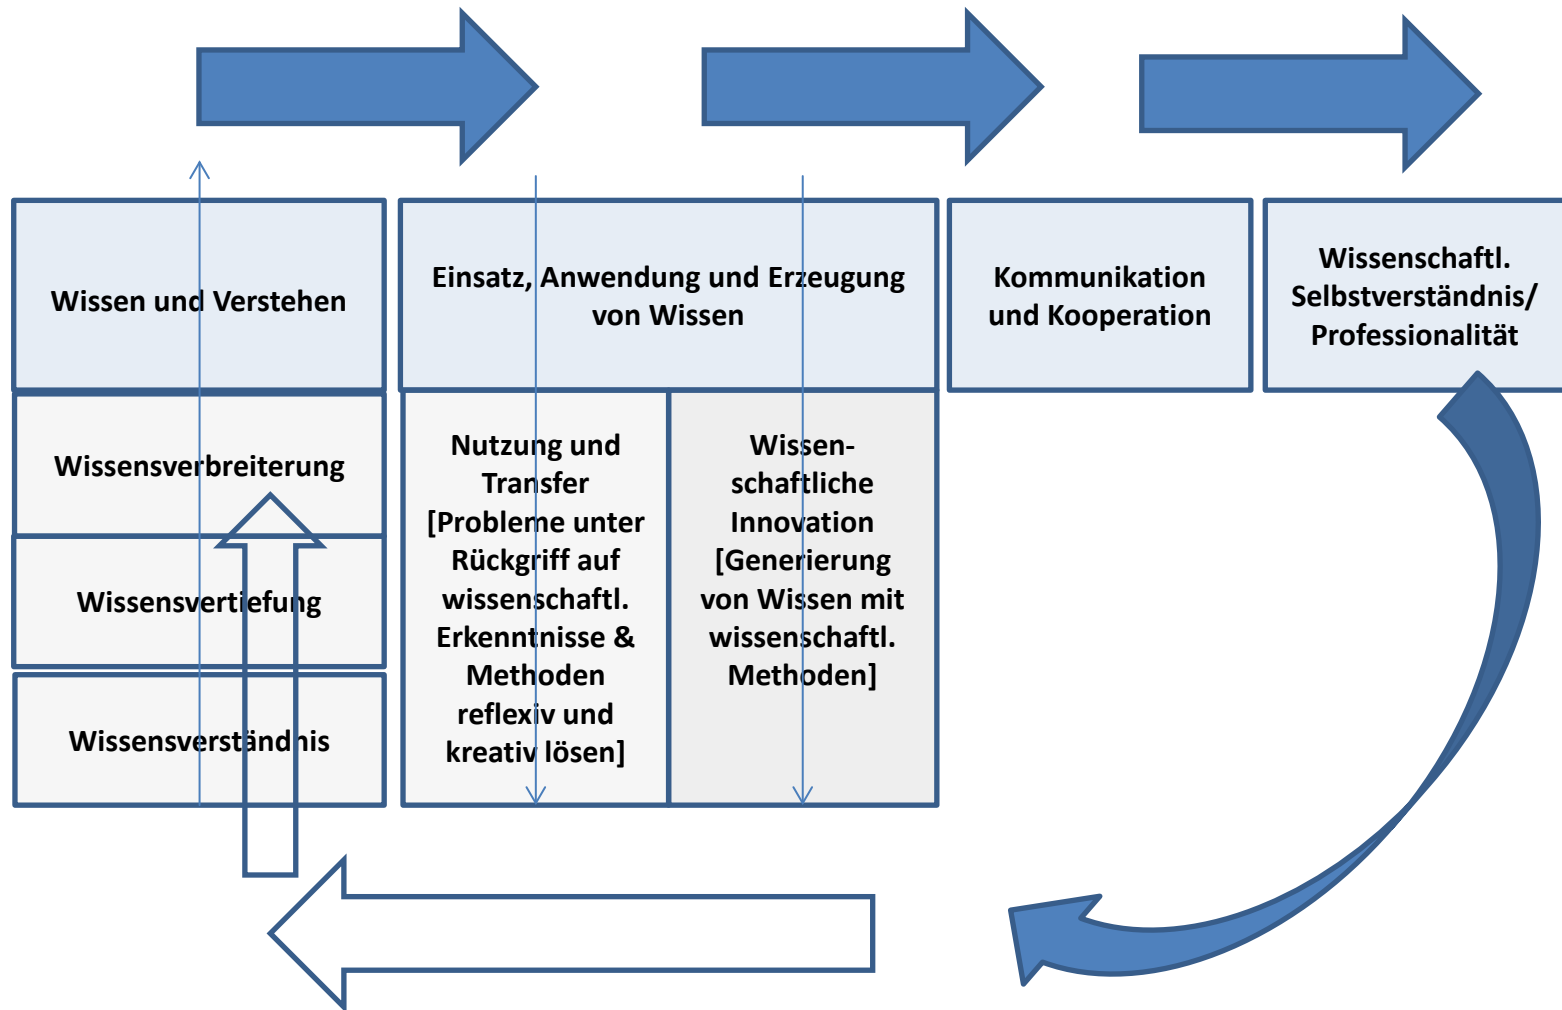 Wissen und Verstehen
Einsatz, Anwendung und Erzeugung
von Wissen
Kommunikation
und Kooperation
Wissenschaftl.
Selbstverständnis/
Professionalität
Wissensverbreiterung
Wissensvertiefung
Wissensverständnis
Nutzung und
Transfer
[Probleme unter
Rückgriff auf
wissenschaftl.
Erkenntnisse &
Methoden
reflexiv und
kreativ lösen]
Wissen-
schaftliche
Innovation
[Generierung
von Wissen mit
wissenschaftl.
Methoden]